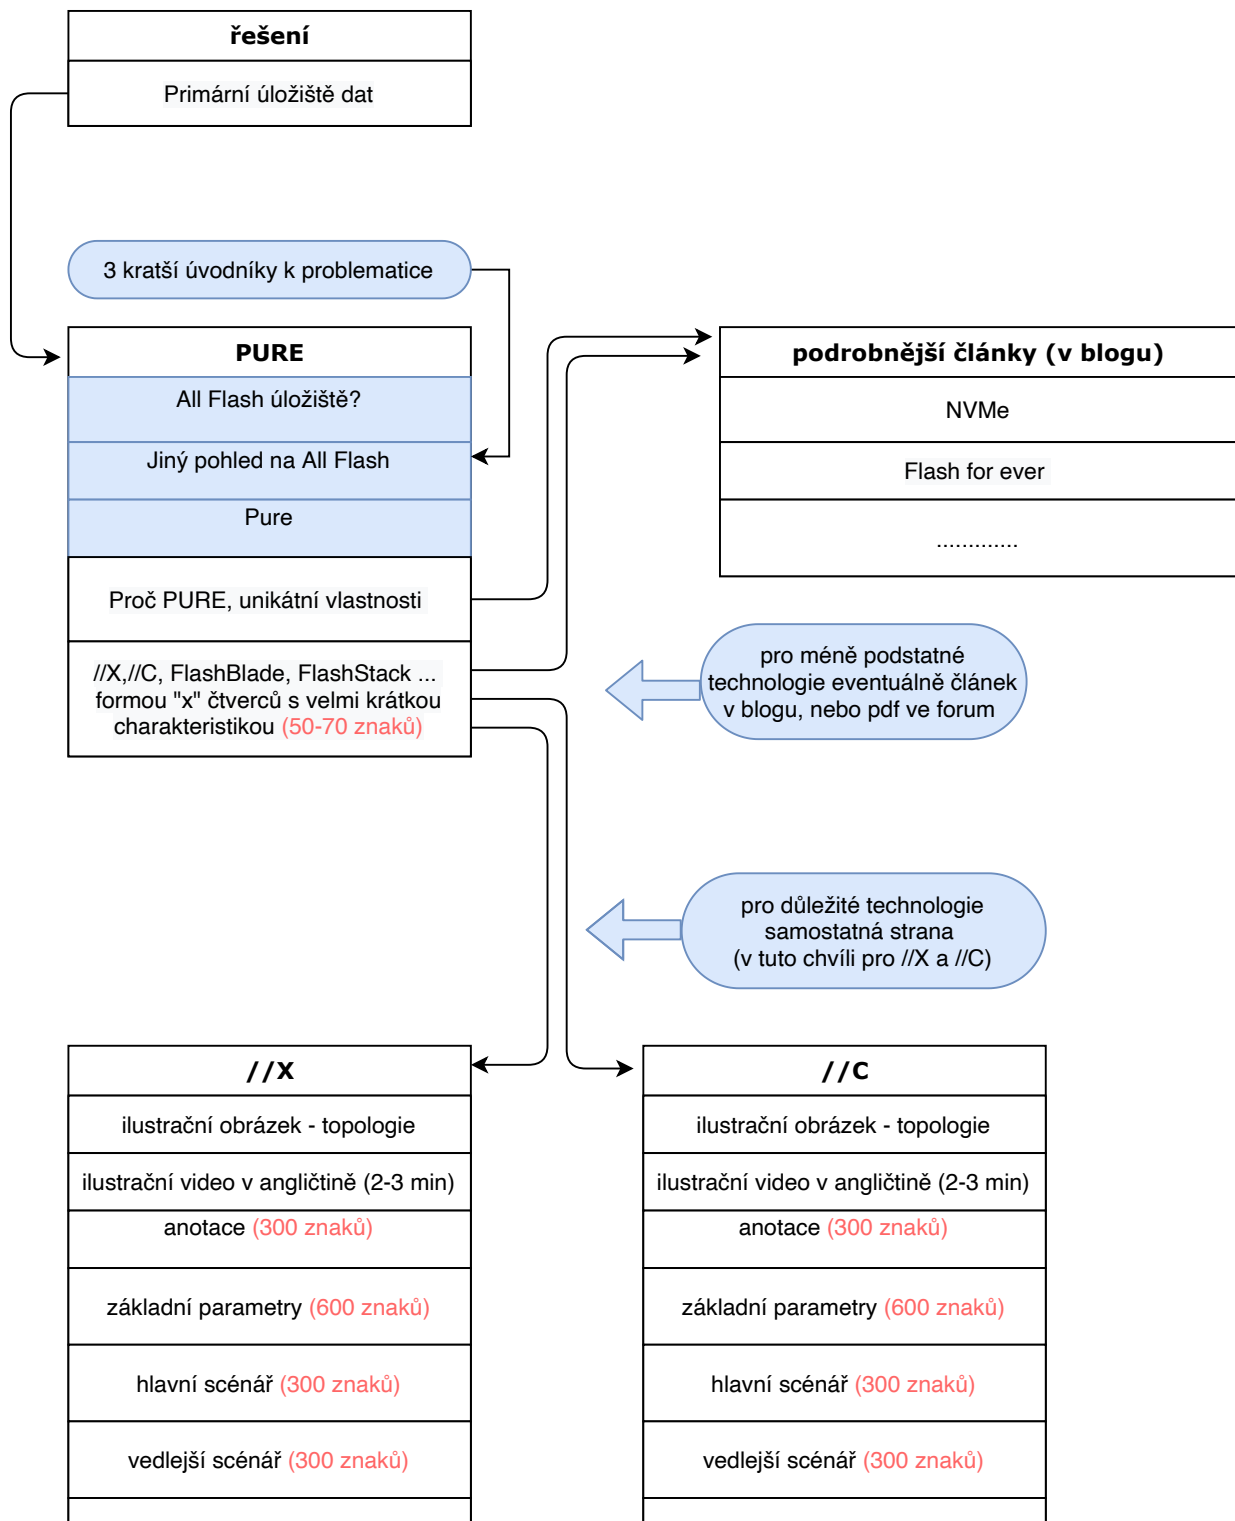 řešení
Primární úložiště dat
3 kratší úvodníky k problematice
PURE
All Flash úložiště?
Jiný pohled na All Flash
Pure
Proč PURE, unikátní vlastnosti
//X,//C, FlashBlade, FlashStack ...
formou "x" čtverců s velmi krátkou
charakteristikou (50-70 znaků)
podrobnější články (v blogu)
NVMe
Flash for ever
.............
pro méně podstatné
technologie eventuálně článek
v blogu, nebo pdf ve forum
pro důležité technologie
samostatná strana
(v tuto chvíli pro //X a //C)
//X
ilustrační obrázek - topologie
ilustrační video v angličtině (2-3 min)
anotace (300 znaků)
základní parametry (600 znaků)
hlavní scénář (300 znaků)
vedlejší scénář (300 znaků)
//C
ilustrační obrázek - topologie
ilustrační video v angličtině (2-3 min)
anotace (300 znaků)
základní parametry (600 znaků)
hlavní scénář (300 znaků)
vedlejší scénář (300 znaků)